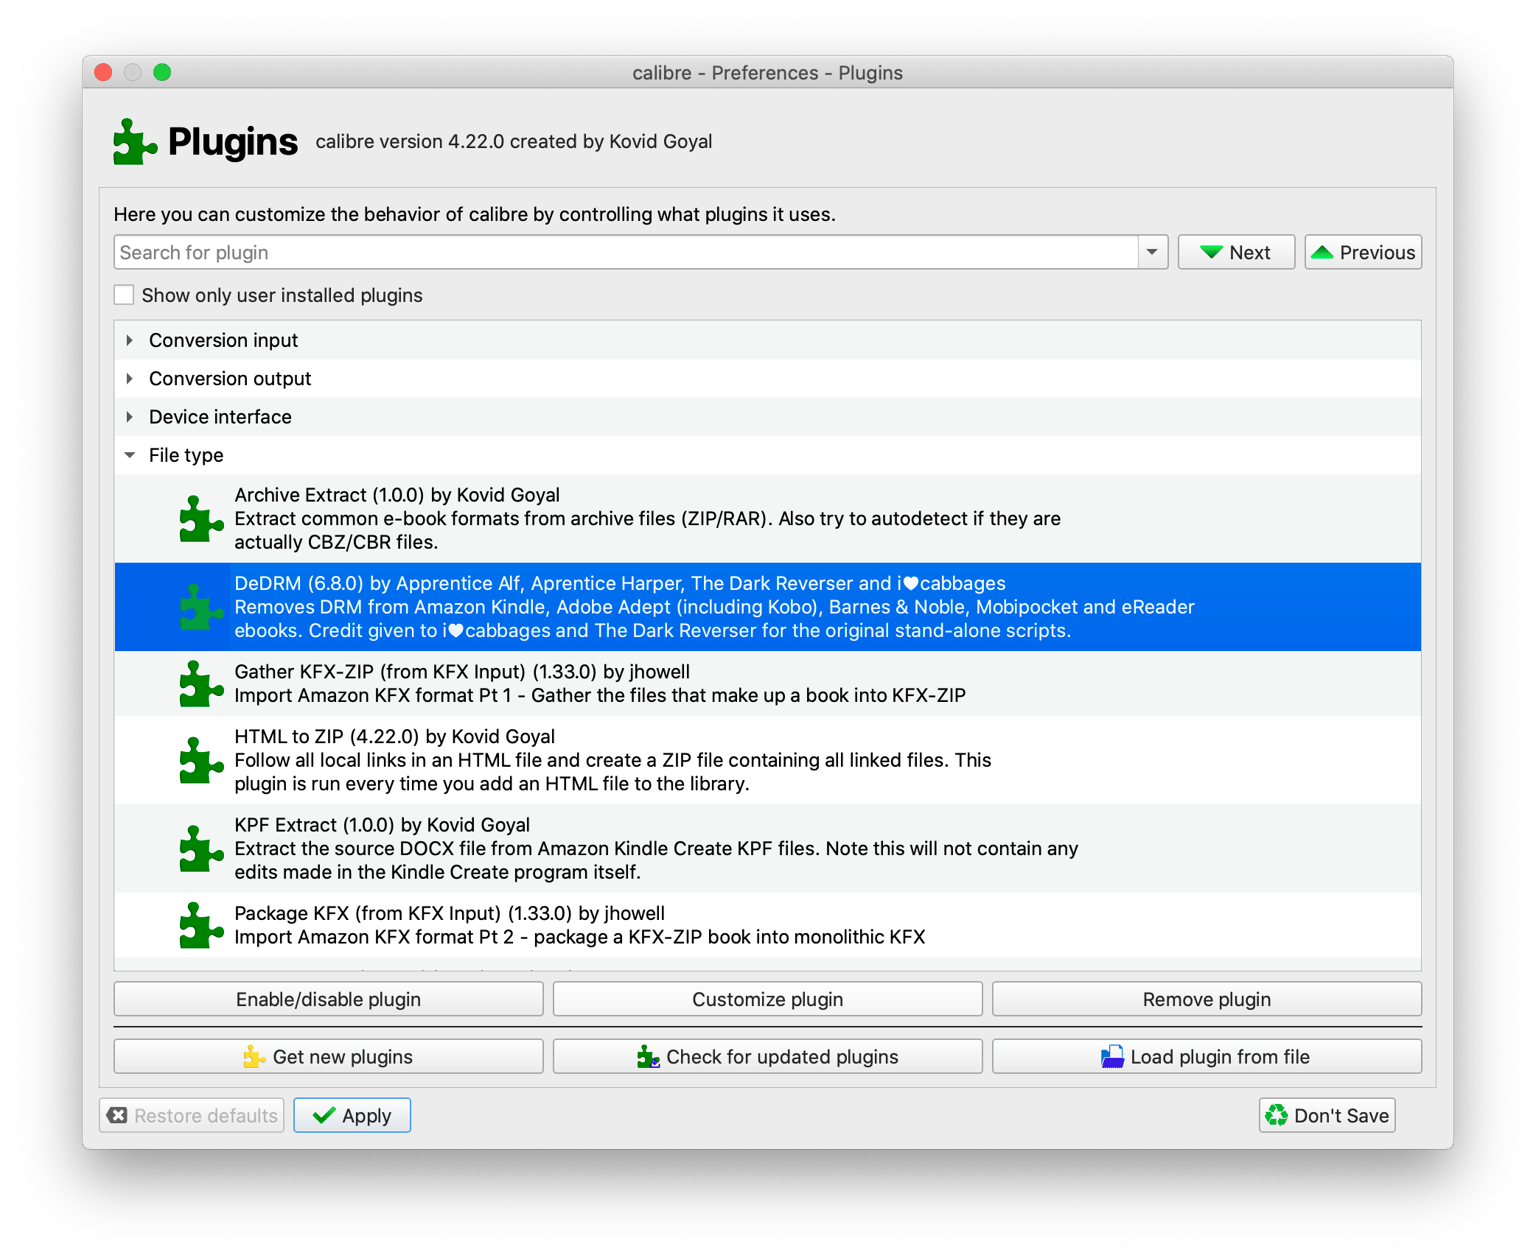 calibre - Preferences - Plugins
Plugins calibre version 4.22.0 created by Kovid Goyal
Here you can customize the behavior of calibre by controlling what plugins it uses.
Search for plugin Next Previous
Show only user installed plugins
Conversion input
Conversion output
Device interface
File type
Archive Extract (1.0.0) by Kovid Goyal
Extract common e-book formats from archive files (ZIP/RAR). Also try to autodetect if they are
actually CBZ/CBR files.
DeDRM (6.8.0) by Apprentice Alf, Aprentice Harper, The Dark Reverser and i♥cabbages
Removes DRM from Amazon Kindle, Adobe Adept (including Kobo), Barnes & Noble, Mobipocket and eReader
ebooks. Credit given to i♥cabbages and The Dark Reverser for the original stand-alone scripts.
Gather KFX-ZIP (from KFX Input) (1.33.0) by jhowell
Import Amazon KFX format Pt 1 - Gather the files that make up a book into KFX-ZIP
HTML to ZIP (4.22.0) by Kovid Goyal
Follow all local links in an HTML file and create a ZIP file containing all linked files. This
plugin is run every time you add an HTML file to the library.
KPF Extract (1.0.0) by Kovid Goyal
Extract the source DOCX file from Amazon Kindle Create KPF files. Note this will not contain any
edits made in the Kindle Create program itself.
Package KFX (from KFX Input) (1.33.0) by jhowell
Import Amazon KFX format Pt 2 - package a KFX-ZIP book into monolithic KFX
Enable/disable plugin Customize plugin Remove plugin
Get new plugins Check for updated plugins Load plugin from file
Restore defaults Apply Don't Save